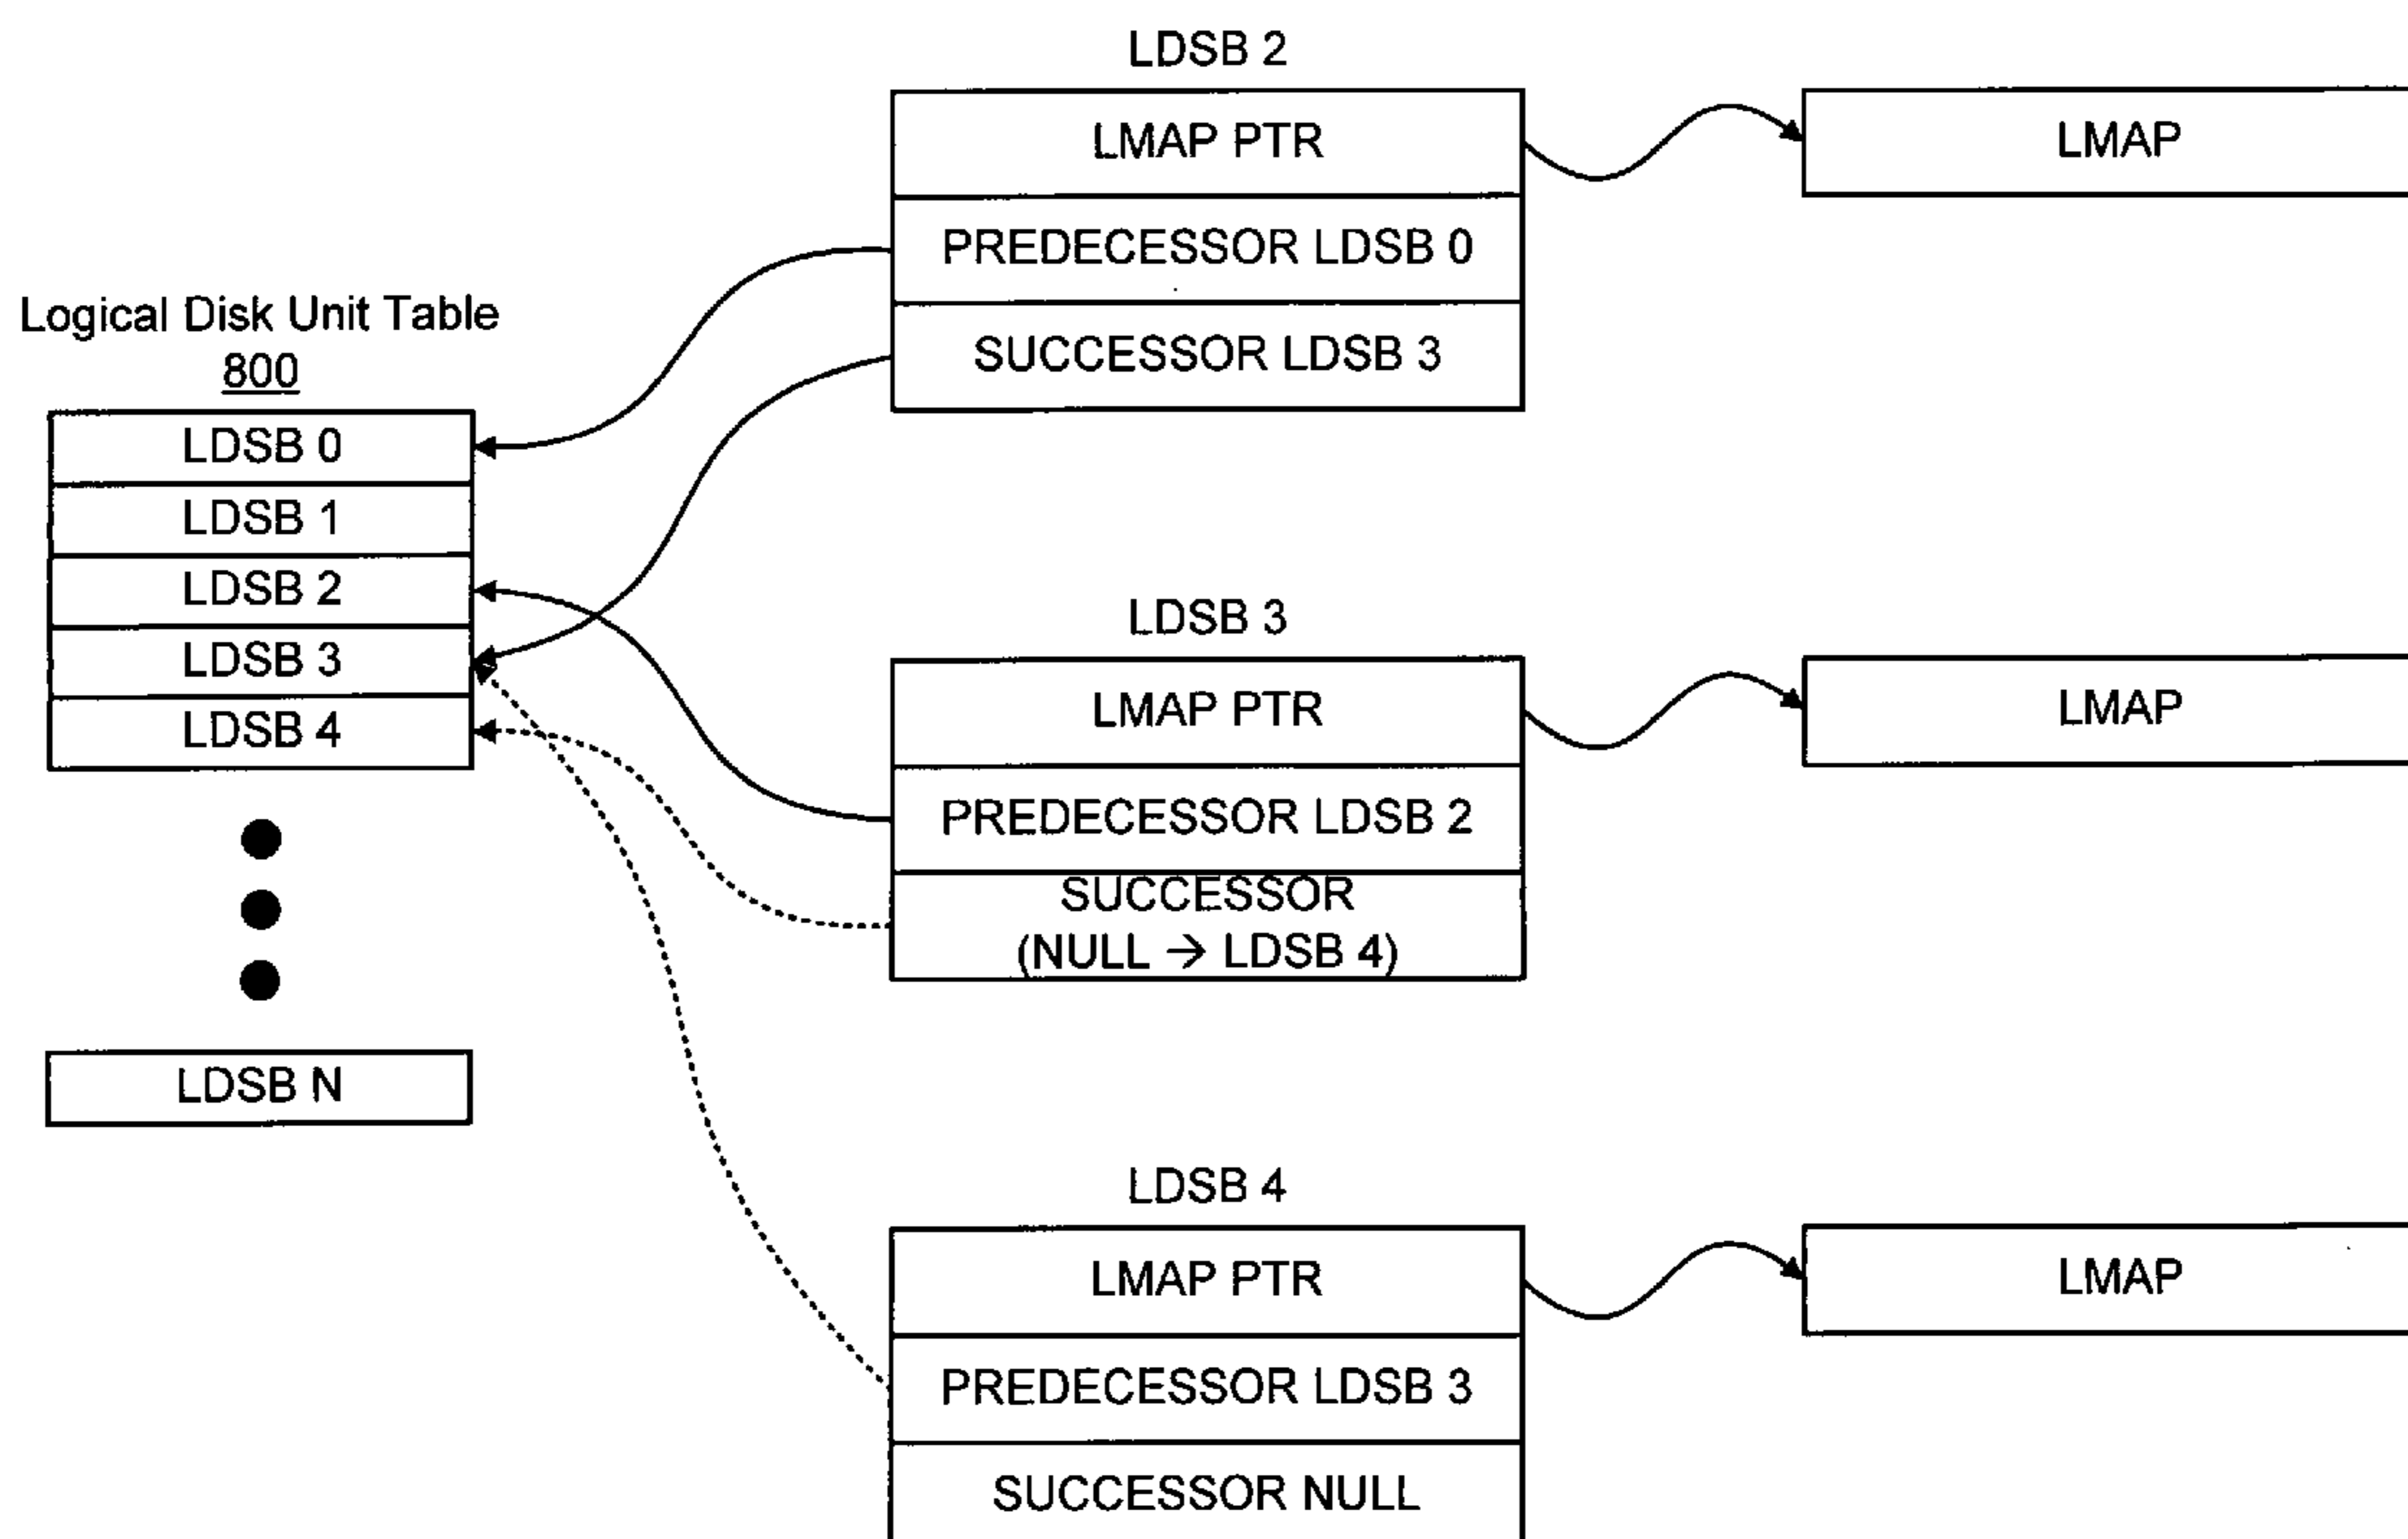 Logical Disk Unit Table
800
LDSB 0
LDSB 1
LDSB 2
LDSB 3
LDSB 4
LDSB N
LDSB 2
LMAP PTR
PREDECESSOR LDSB 0
SUCCESSOR LDSB 3
LMAP
LDSB 3
LMAP PTR
PREDECESSOR LDSB 2
SUCCESSOR
(NULL → LDSB 4)
LMAP
LDSB 4
LMAP PTR
PREDECESSOR LDSB 3
SUCCESSOR NULL
LMAP